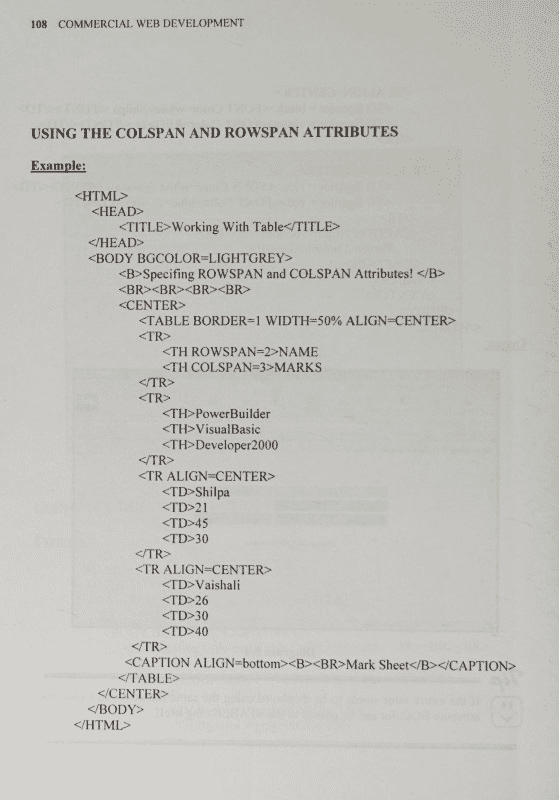 108 COMMERCIAL WEB DEVELOPMENT
USING THE COLSPAN AND ROWSPAN ATTRIBUTES
Example:
<HTML>
<HEAD>
<TITLE>Working With Table</TITLE>
</HEAD>
<BODY BGCOLOR=LIGHTGREY>
<B>Specifing ROWSPAN and COLSPAN Attributes! </B>
<BR><BR><BR><BR>
<CENTER>
<TABLE BORDER=1 WIDTH=50% ALIGN=CENTER>
<TR>
<TH ROWSPAN=2>NAME
<TH COLSPAN=3>MARKS
</TR>
<TR>
<TH>PowerBuilder
<TH>VisualBasic
<TH>Developer2000
</TR>
<TR ALIGN=CENTER>
<TD>Shilpa
<TD>21
<TD>45
<TD>30
</TR>
<TR ALIGN=CENTER>
<TD>Vaishali
<TD>26
<TD>30
<TD>40
</TR>
<CAPTION ALIGN=bottom><B><BR>Mark Sheet</B></CAPTION>
</TABLE>
</CENTER>
</BODY>
</HTML>